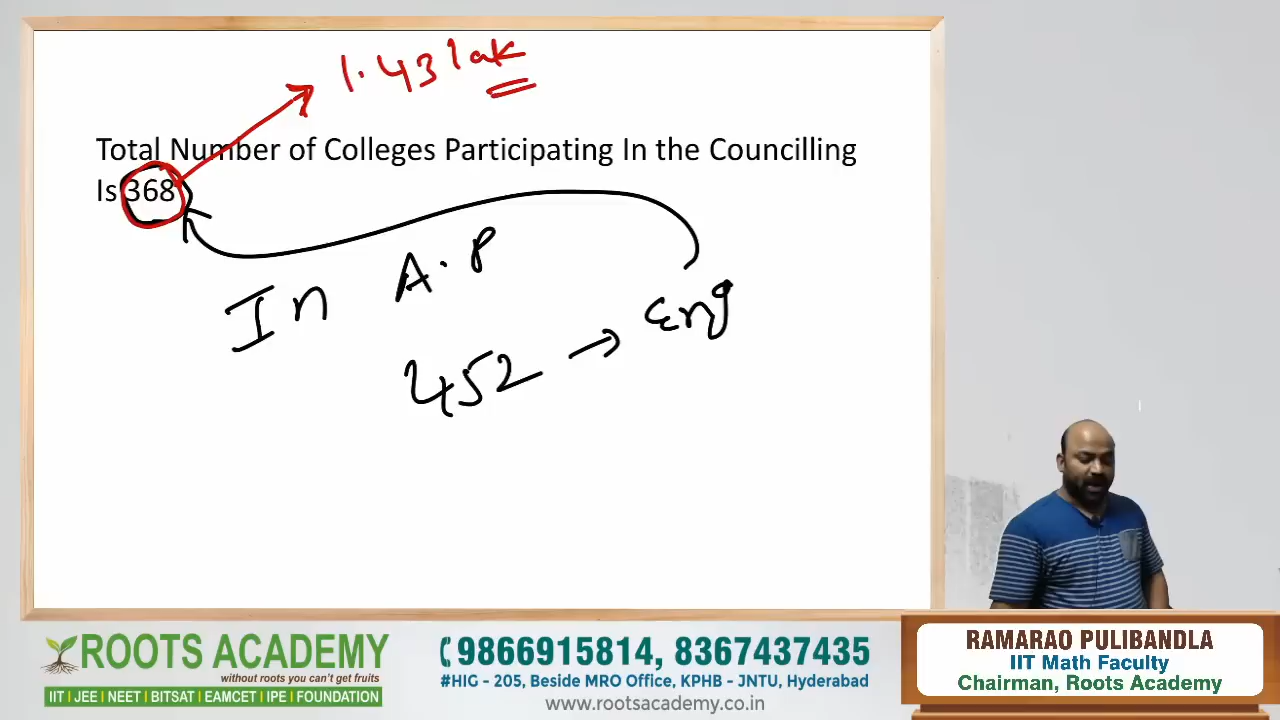 1.43 lak
Total Number of Colleges Participating In the Councilling
Is 368
In A.P
452 → Eng
ROOTS ACADEMY
without roots you can't get fruits
IIT | JEE | NEET | BITSAT | EAMCET | IPE | FOUNDATION
9866915814, 8367437435
#HIG - 205, Beside MRO Office, KPHB - JNTU, Hyderabad
www.rootsacademy.co.in
RAMARAO PULIBANDLA
IIT Math Faculty
Chairman, Roots Academy